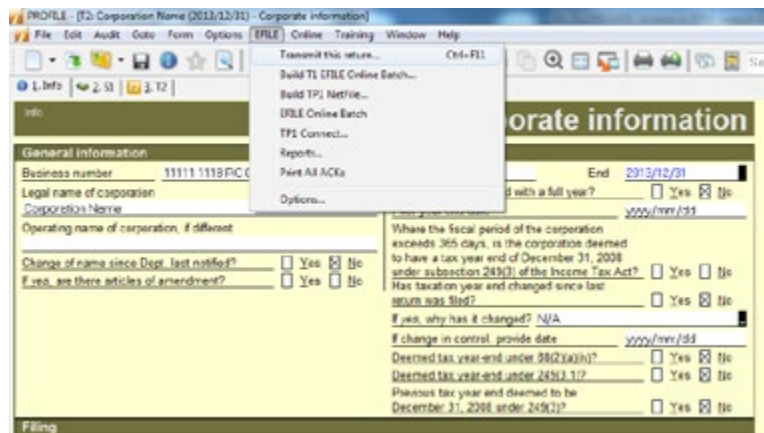 PROFILE - [T2: Corporation Name (2013/12/31) - Corporate information]
File Edit Audit Goto Form Options EFILE Online Training Window Help
Transmit this return... Ctrl+F11
Build T1 EFILE Online Batch...
Build TP1 NetFile...
EFILE Online Batch
TP1 Connect...
Reports...
Print All ACKs
Options...
1. Info 2. S1 3. T2
Info
orate information
General information
Business number 11111 1118 RC
End 2013/12/31
Legal name of corporation
d with a full year? Yes No
Corporation Name
yyyy/mm/dd
Operating name of corporation, if different
Where the fiscal period of the corporation
exceeds 365 days, is the corporation deemed
to have a tax year end of December 31, 2008
under subsection 249(3) of the Income Tax Act? Yes No
Change of name since Dept. last notified? Yes No
If yes, are there articles of amendment? Yes No
Has taxation year end changed since last
return was filed? Yes No
If yes, why has it changed? N/A
If change in control, provide date yyyy/mm/dd
Deemed tax year-end under 88(2)(a)(iv)? Yes No
Deemed tax year-end under 249(3.1)? Yes No
Previous tax year end deemed to be
December 31, 2008 under 249(3)? Yes No
Filing